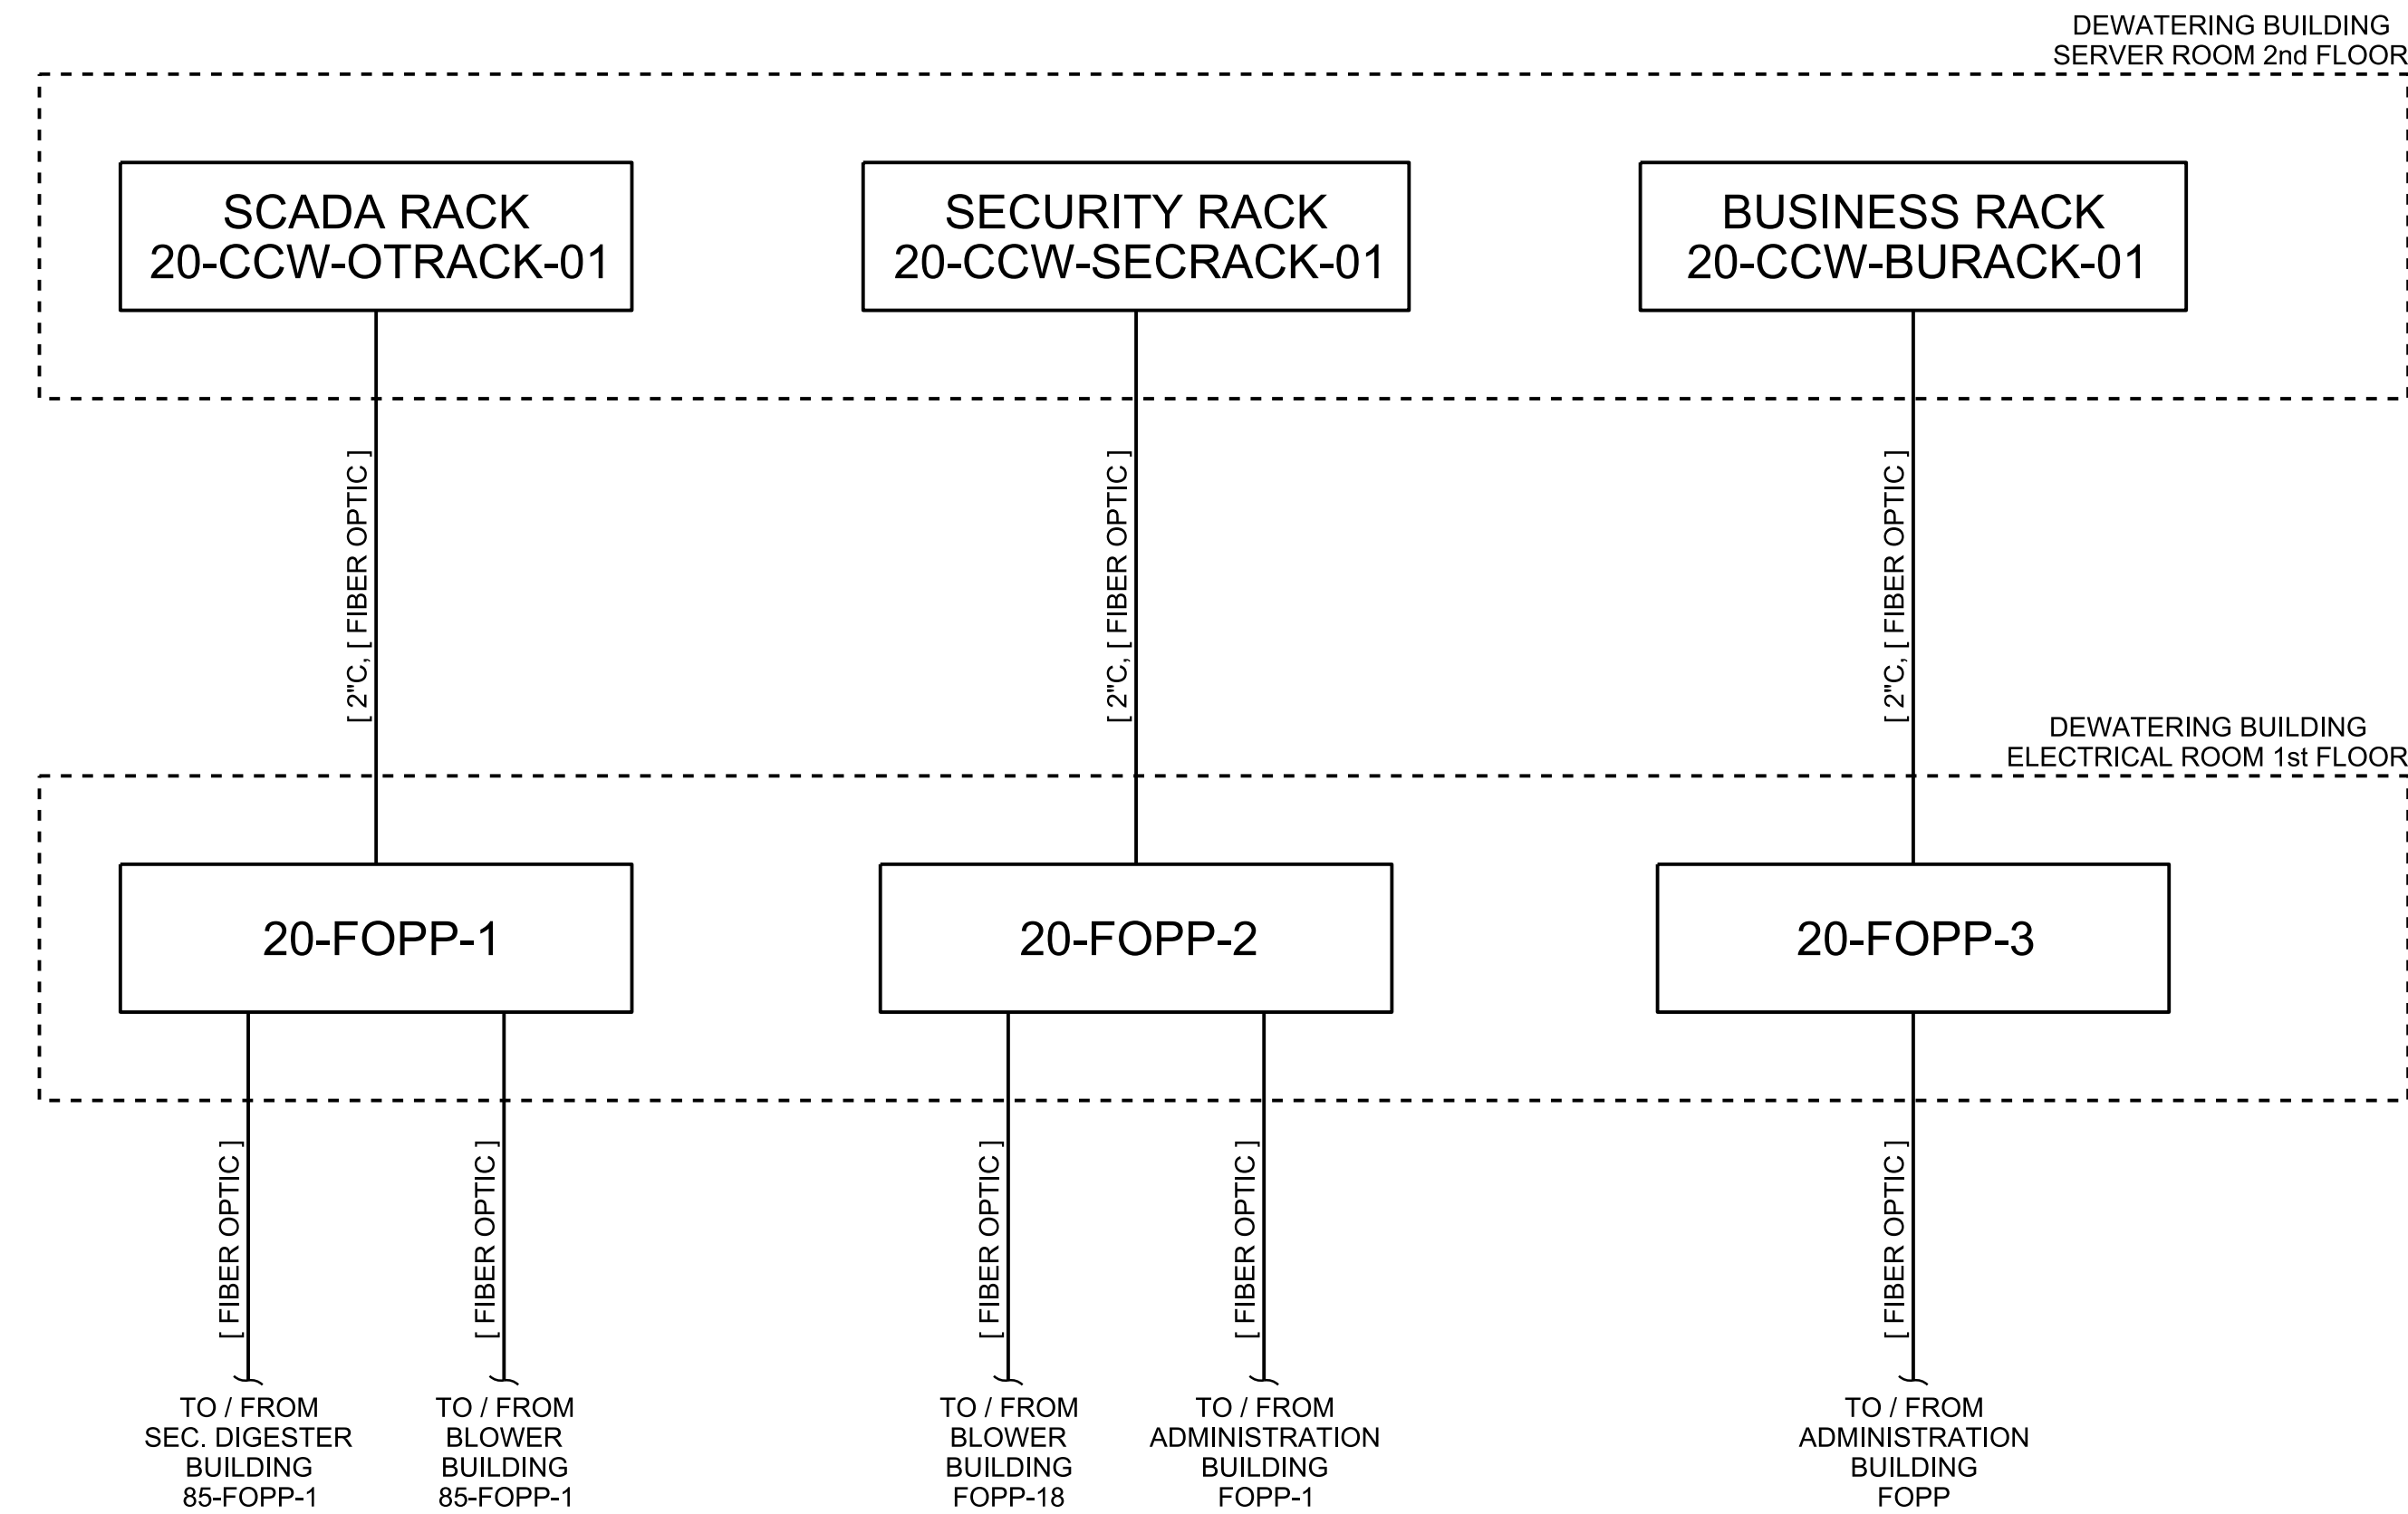 DEWATERING BUILDING
SERVER ROOM 2nd FLOOR
SCADA RACK
20-CCW-OTRACK-01
SECURITY RACK
20-CCW-SECRACK-01
BUSINESS RACK
20-CCW-BURACK-01
[ 2"C, [ FIBER OPTIC ]
[ 2"C, [ FIBER OPTIC ]
[ 2"C, [ FIBER OPTIC ]
DEWATERING BUILDING
ELECTRICAL ROOM 1st FLOOR
20-FOPP-1
20-FOPP-2
20-FOPP-3
[ FIBER OPTIC ]
[ FIBER OPTIC ]
[ FIBER OPTIC ]
[ FIBER OPTIC ]
[ FIBER OPTIC ]
TO / FROM
SEC. DIGESTER
BUILDING
85-FOPP-1
TO / FROM
BLOWER
BUILDING
85-FOPP-1
TO / FROM
BLOWER
BUILDING
FOPP-18
TO / FROM
ADMINISTRATION
BUILDING
FOPP-1
TO / FROM
ADMINISTRATION
BUILDING
FOPP